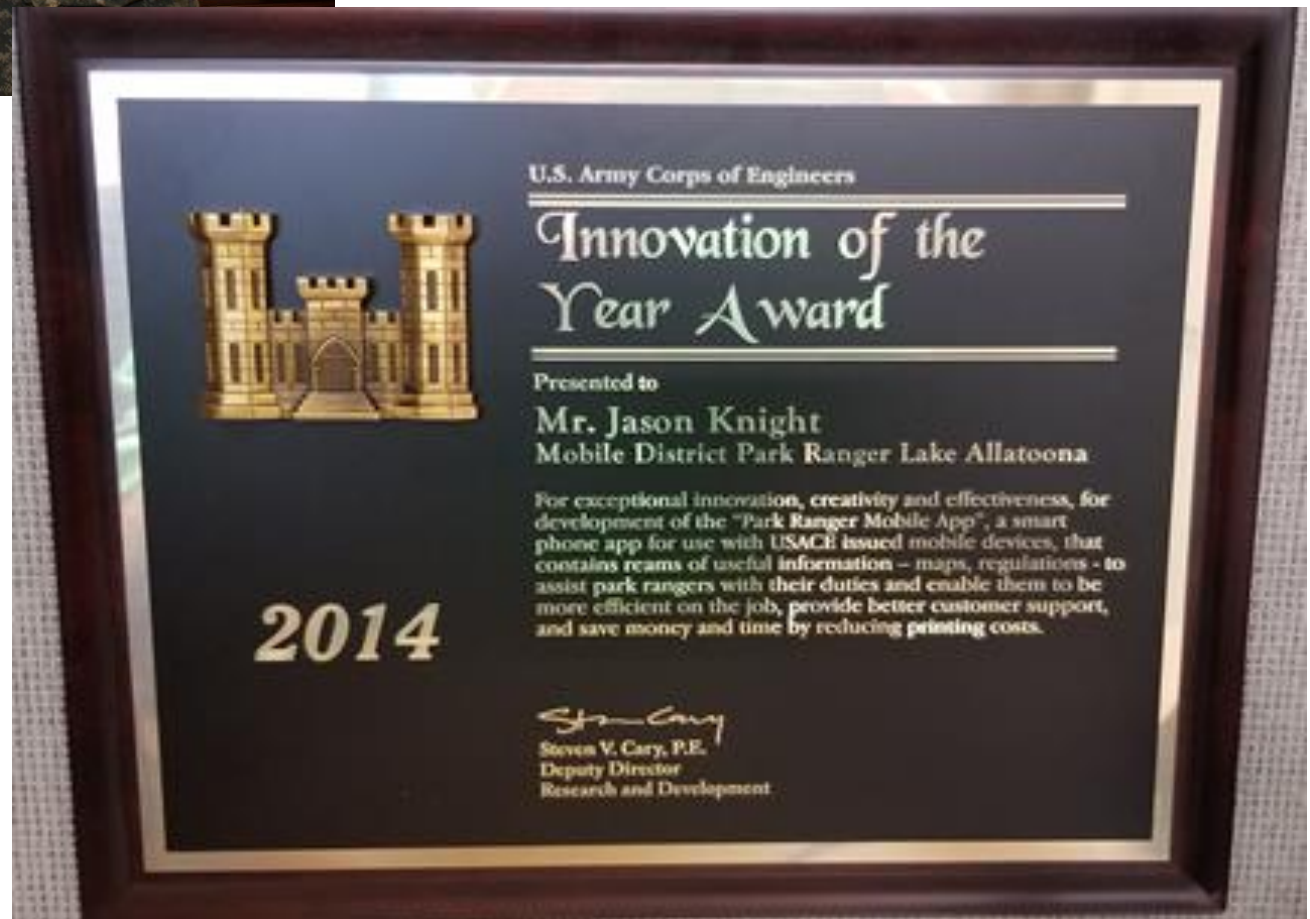 U.S. Army Corps of Engineers
Innovation of the
Year Award
Presented to
Mr. Jason Knight
Mobile District Park Ranger Lake Allatoona
For exceptional innovation, creativity and effectiveness, for
development of the "Park Ranger Mobile App", a smart
phone app for use with USACE issued mobile devices, that
contains reams of useful information – maps, regulations - to
assist park rangers with their duties and enable them to be
more efficient on the job, provide better customer support,
and save money and time by reducing printing costs.
2014
Steven V. Cary, P.E.
Deputy Director
Research and Development